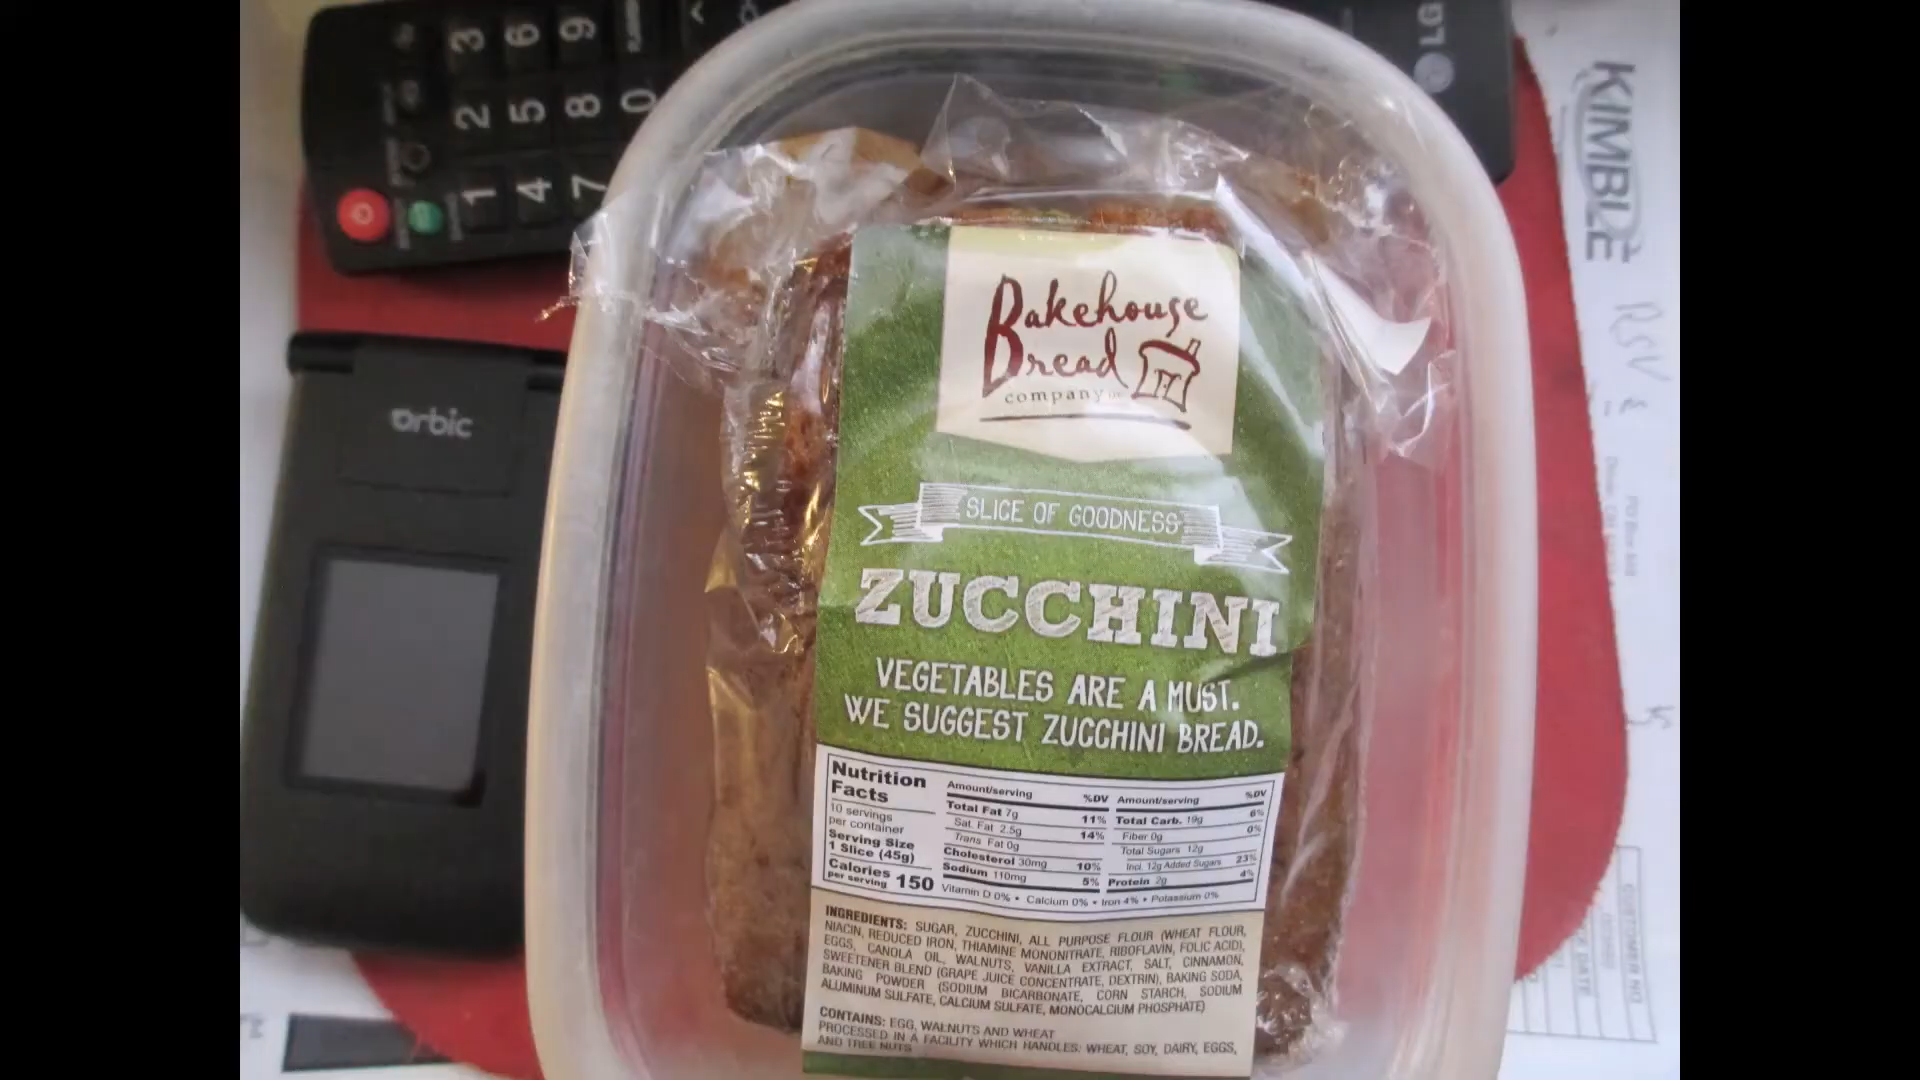 3 6 9
2 5 8 0
1 4 7
LG
KIMBLE
RSV &
orbic
Bakehouse
Bread
company
SLICE OF GOODNESS
ZUCCHINI
VEGETABLES ARE A MUST.
WE SUGGEST ZUCCHINI BREAD.
Nutrition
Facts
10 servings
per container
Serving Size
1 Slice (45g)
Calories
per serving 150
Amount/serving %DV
Total Fat 7g 11%
Sat. Fat 2.5g 14%
Trans Fat 0g
Cholesterol 30mg 10%
Sodium 110mg 5%
Amount/serving %DV
Total Carb. 19g 6%
Fiber 0g 0%
Total Sugars 12g
Incl. 12g Added Sugars 23%
Protein 2g 4%
Vitamin D 0% • Calcium 0% • Iron 4% • Potassium 0%
INGREDIENTS: SUGAR, ZUCCHINI, ALL PURPOSE FLOUR (WHEAT FLOUR,
NIACIN, REDUCED IRON, THIAMINE MONONITRATE, RIBOFLAVIN, FOLIC ACID),
EGGS, CANOLA OIL, WALNUTS, VANILLA EXTRACT, SALT, CINNAMON,
SWEETENER BLEND (GRAPE JUICE CONCENTRATE, DEXTRIN), BAKING SODA,
BAKING POWDER (SODIUM BICARBONATE, CORN STARCH, SODIUM
ALUMINUM SULFATE, CALCIUM SULFATE, MONOCALCIUM PHOSPHATE)
CONTAINS: EGG, WALNUTS AND WHEAT
PROCESSED IN A FACILITY WHICH HANDLES: WHEAT, SOY, DAIRY, EGGS,
AND TREE NUTS
CUSTOMER NO